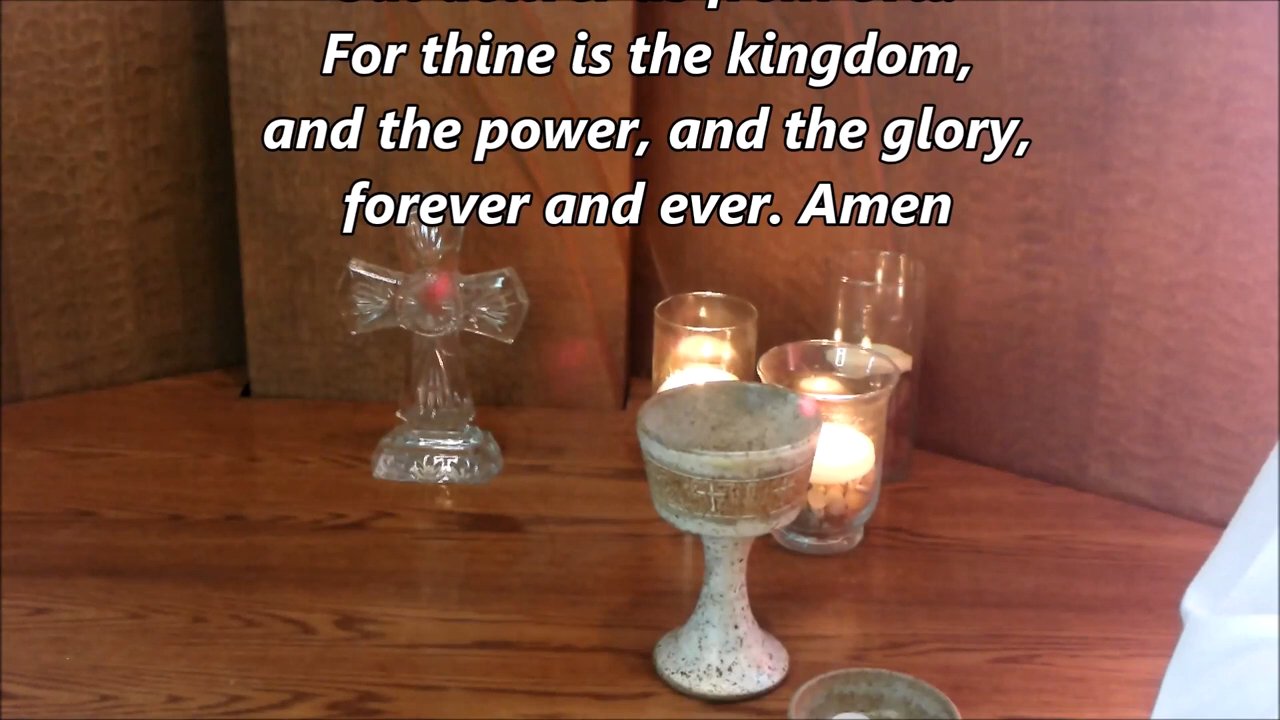 For thine is the kingdom,
and the power, and the glory,
forever and ever. Amen